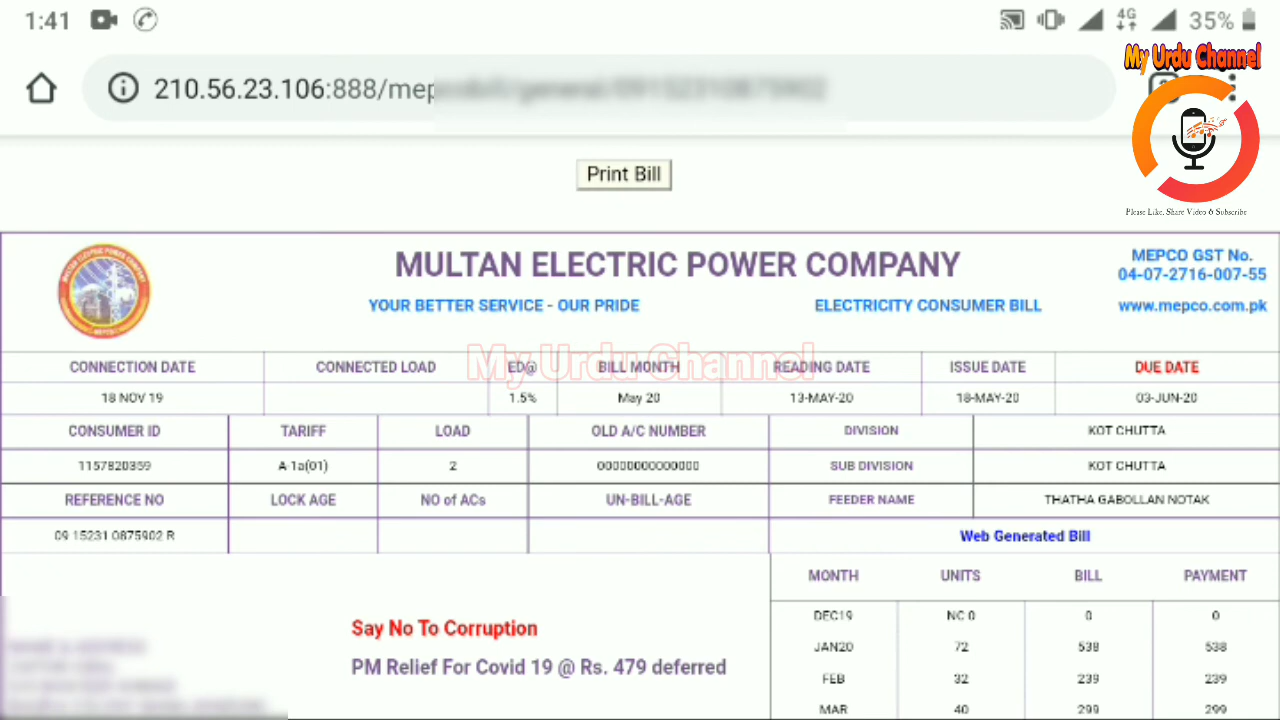 1:41
4G
35%
My Urdu Channel
210.56.23.106:888/mep
Print Bill
Please Like, Share Video & Subscribe
MULTAN ELECTRIC POWER COMPANY
MEPCO GST No.
04-07-2716-007-55
YOUR BETTER SERVICE - OUR PRIDE
ELECTRICITY CONSUMER BILL
www.mepco.com.pk
My Urdu Channel
CONNECTION DATE CONNECTED LOAD ED@ BILL MONTH READING DATE ISSUE DATE DUE DATE
18 NOV 19 1.5% May 20 13-MAY-20 18-MAY-20 03-JUN-20
CONSUMER ID TARIFF LOAD OLD A/C NUMBER DIVISION KOT CHUTTA
1157820359 A-1a(01) 2 00000000000000 SUB DIVISION KOT CHUTTA
REFERENCE NO LOCK AGE NO of ACs UN-BILL-AGE FEEDER NAME THATHA GABOLLAN NOTAK
09 15231 0875902 R Web Generated Bill
MONTH UNITS BILL PAYMENT
DEC19 NC 0 0 0
Say No To Corruption
JAN20 72 538 538
PM Relief For Covid 19 @ Rs. 479 deferred
FEB 32 239 239
MAR 40 299 299